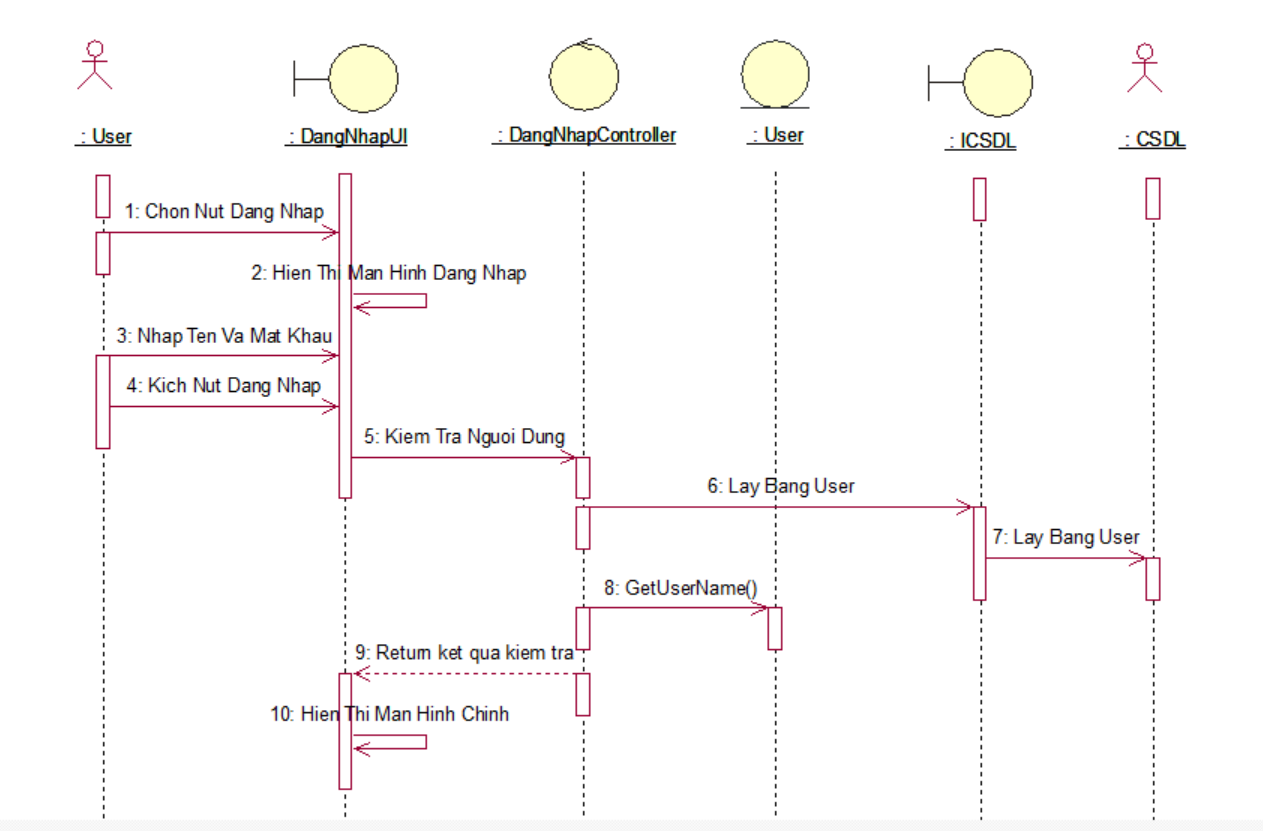 : User
: DangNhapUI
: DangNhapController
: User
: ICSDL
: CSDL
1: Chon Nut Dang Nhap
2: Hien Thi Man Hinh Dang Nhap
3: Nhap Ten Va Mat Khau
4: Kich Nut Dang Nhap
5: Kiem Tra Nguoi Dung
6: Lay Bang User
7: Lay Bang User
8: GetUserName()
9: Return ket qua kiem tra
10: Hien Thi Man Hinh Chinh